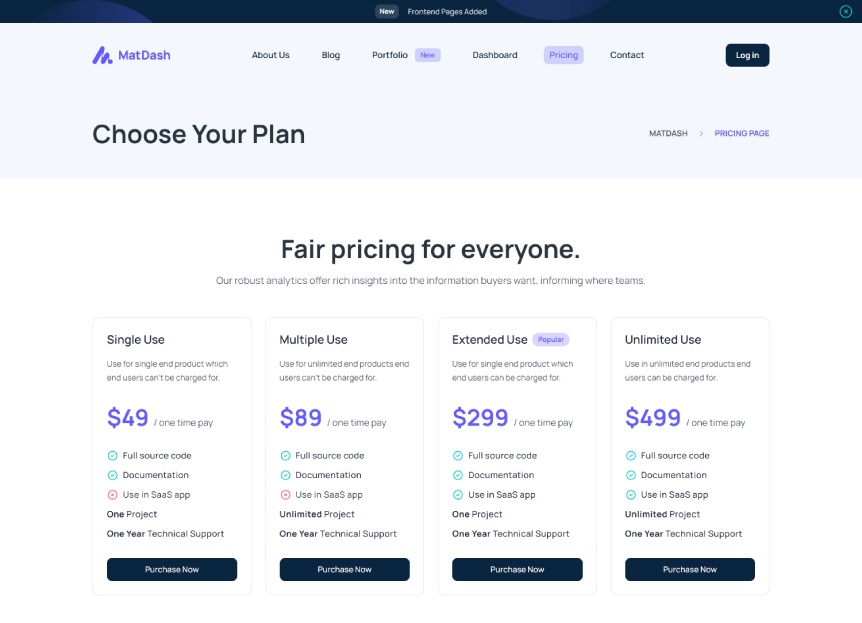 New Frontend Pages Added
MatDash About Us Blog Portfolio New Dashboard Pricing Contact Log in
Choose Your Plan
MATDASH > PRICING PAGE
Fair pricing for everyone.
Our robust analytics offer rich insights into the information buyers want, informing where teams.
Single Use
Use for single end product which
end users can't be charged for.
$49 / one time pay
Full source code
Documentation
Use in SaaS app
One Project
One Year Technical Support
Purchase Now
Multiple Use
Use for unlimited end products end
users can't be charged for.
$89 / one time pay
Full source code
Documentation
Use in SaaS app
Unlimited Project
One Year Technical Support
Purchase Now
Extended Use Popular
Use for single end product which
end users can be charged for.
$299 / one time pay
Full source code
Documentation
Use in SaaS app
One Project
One Year Technical Support
Purchase Now
Unlimited Use
Use in unlimited end products end
users can be charged for.
$499 / one time pay
Full source code
Documentation
Use in SaaS app
Unlimited Project
One Year Technical Support
Purchase Now